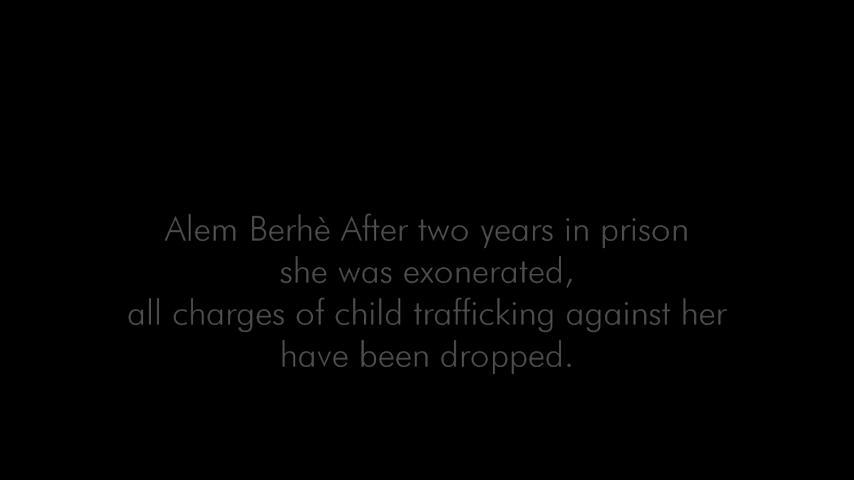 Alem Berhè After two years in prison
she was exonerated,
all charges of child trafficking against her
have been dropped.